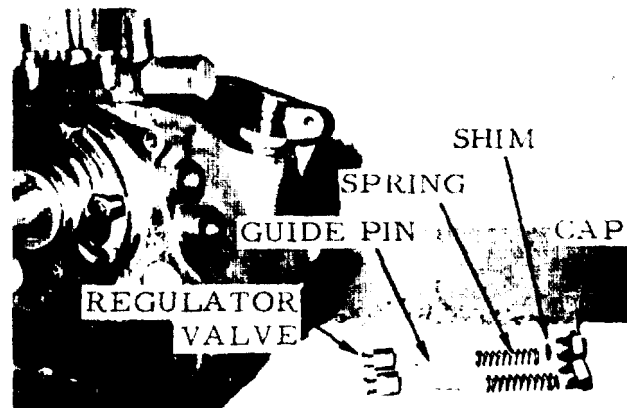 SHIM
SPRING
GUIDE PIN
CAP
REGULATOR
VALVE